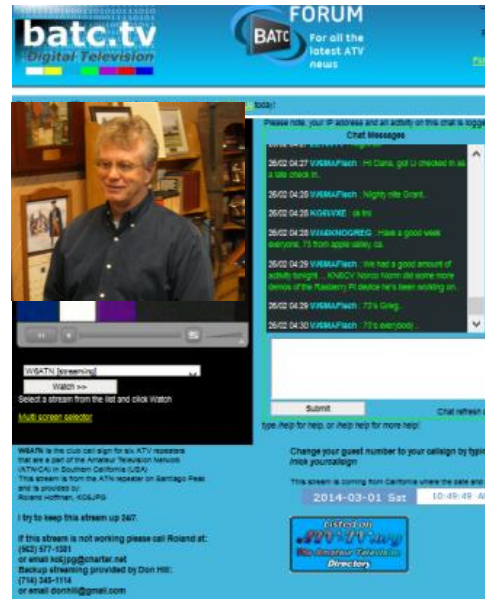 batc.tv
Digital Television
BATC
FORUM
For all the
latest ATV
news
today!
Please note, your IP address and all activity on this chat is logged
Chat Messages
26/02 04:27 W6MAFlach : Hi Dana, got U checked in as
a late check in..
26/02 04:28 W6MAFlach : Nighty nite Grant..
26/02 04:28 KG6VXE : ok tnx
: Have a good week
everyone, 73 from apple valley, ca.
26/02 04:29 W6MAFlach : We had a good amount of
activity tonight ... KN6CV Norco Norm did some more
demos of the Rasberry Pi device he's been working on..
26/02 04:29 W6MAFlach : 73's Greg..
26/02 04:30 W6MAFlach : 73's everybody..
W6ATN [streaming]
Watch >>
Select a stream from the list and click Watch
Multi screen selector
Submit
Chat refresh
type /help for help, or /help help for more help!
W6ATN is the club call sign for six ATV repeaters
that are a part of the Amateur Television Network
(ATN-CA) in Southern California (USA)
This stream is from the ATN repeater on Santiago Peak
and is provided by:
Roland Hoffman, KC6JPG
I try to keep this stream up 24/7.
If this stream is not working please call Roland at:
(562) 577-1581
or email kc6jpg@charter.net
Backup streaming provided by Don Hill:
(714) 345-1114
or email donhill@gmail.com
Change your guest number to your callsign by typing
/nick yourcallsign
This stream is coming from California where the date and
2014-03-01 Sat
10:49:49
Listed on
The Amateur Television
Directory